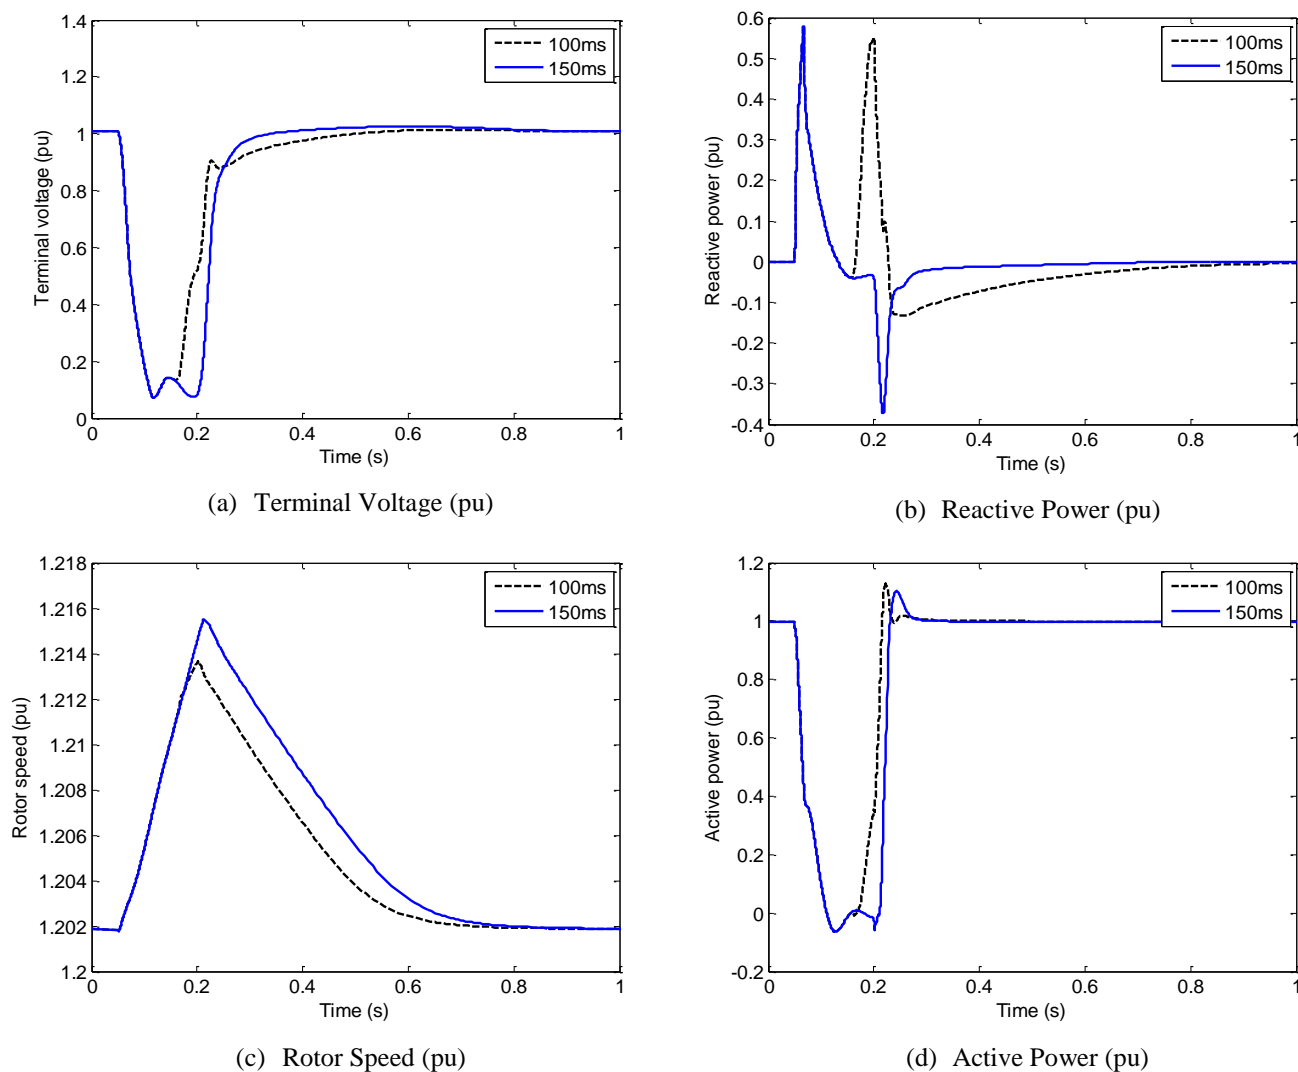 1.4
1.2
1
0.8
0.6
0.4
0.2
0
Terminal voltage (pu)
100ms
150ms
0 0.2 0.4 0.6 0.8 1
Time (s)
(a) Terminal Voltage (pu)
0.6
0.5
0.4
0.3
0.2
0.1
0
-0.1
-0.2
-0.3
-0.4
Reactive power (pu)
100ms
150ms
0 0.2 0.4 0.6 0.8 1
Time (s)
(b) Reactive Power (pu)
1.218
1.216
1.214
1.212
1.21
1.208
1.206
1.204
1.202
1.2
Rotor speed (pu)
100ms
150ms
0 0.2 0.4 0.6 0.8 1
Time (s)
(c) Rotor Speed (pu)
1.2
1
0.8
0.6
0.4
0.2
0
-0.2
Active power (pu)
100ms
150ms
0 0.2 0.4 0.6 0.8 1
Time (s)
(d) Active Power (pu)